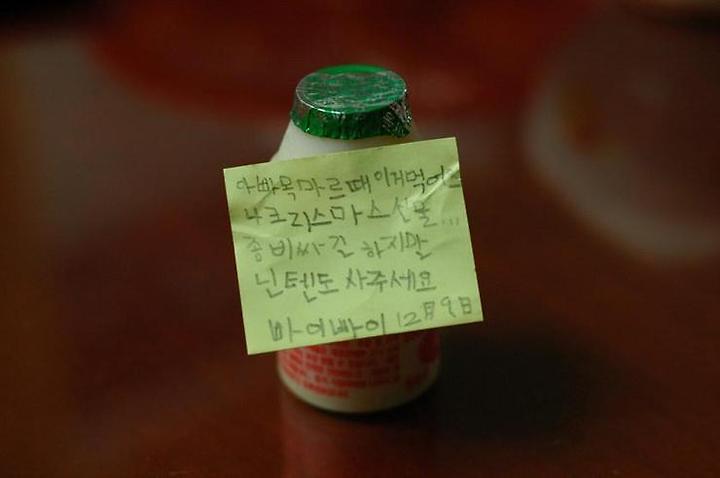 아빠목마르때이거먹어요
나크리스마스선물...
좀비싸긴하지만
닌텐도사주세요
바이빠이 12月9日